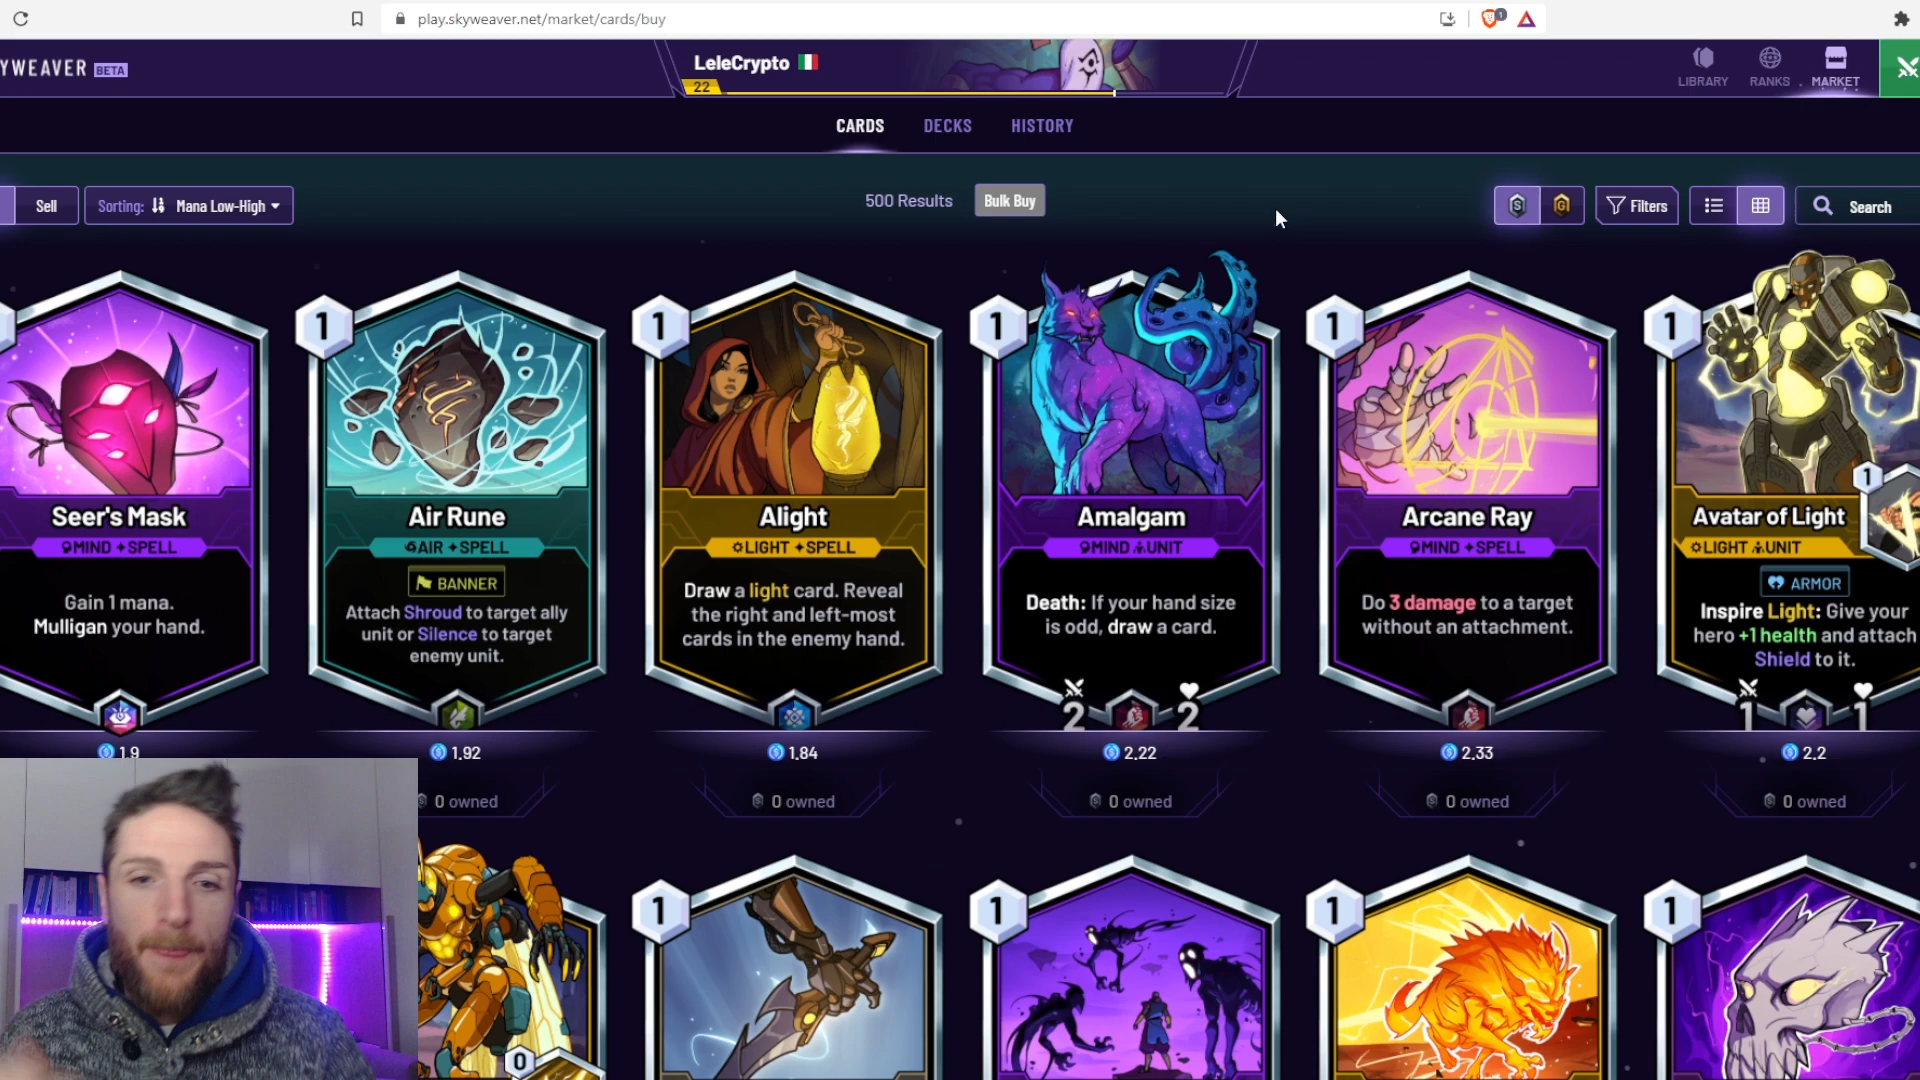 play.skyweaver.net/market/cards/buy
1
YWEAVER BETA
LeleCrypto
22
LIBRARY
RANKS
MARKET
CARDS
DECKS
HISTORY
Sell
Sorting: Mana Low-High
500 Results
Bulk Buy
S
G
Filters
Search
Seer's Mask
MIND SPELL
Gain 1 mana.
Mulligan your hand.
1.9
1
Air Rune
AIR SPELL
BANNER
Attach Shroud to target ally
unit or Silence to target
enemy unit.
1.92
0 owned
1
Alight
LIGHT SPELL
Draw a light card. Reveal
the right and left-most
cards in the enemy hand.
1.84
0 owned
1
Amalgam
MIND UNIT
Death: If your hand size
is odd, draw a card.
2
2
2.22
0 owned
1
Arcane Ray
MIND SPELL
Do 3 damage to a target
without an attachment.
2.33
0 owned
1
Avatar of Light
1
LIGHT UNIT
ARMOR
Inspire Light: Give your
hero +1 health and attach
Shield to it.
1
1
2.2
0 owned
0
1
1
1
1